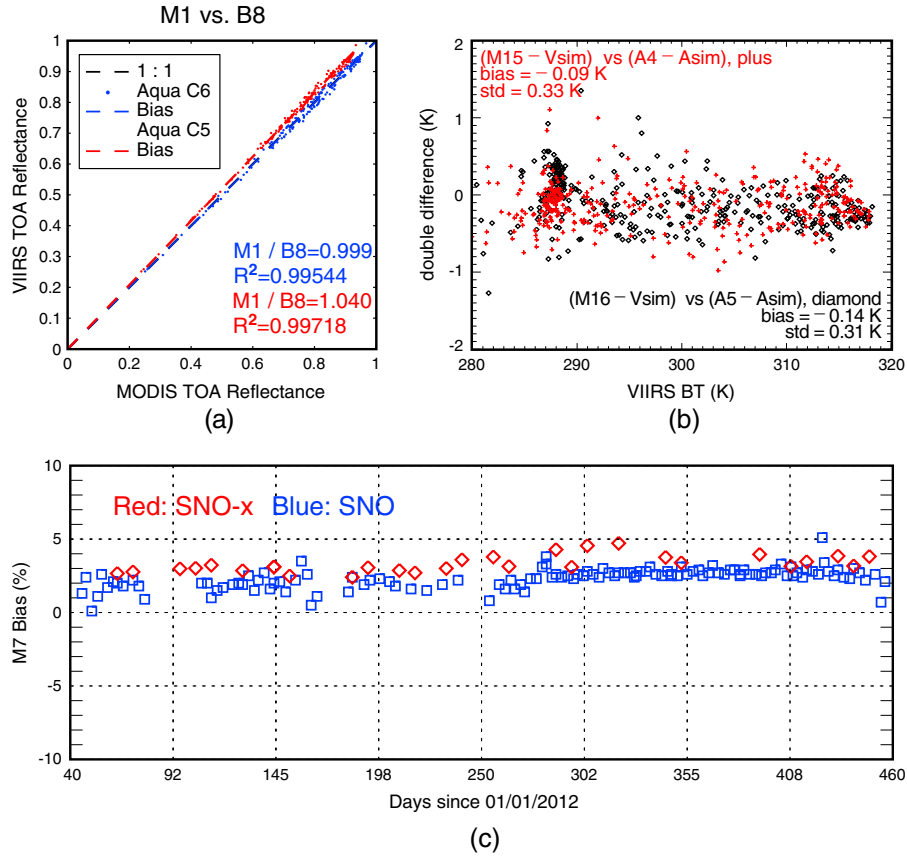 M1 vs. B8
VIIRS TOA Reflectance
1
0.9
0.8
0.7
0.6
0.5
0.4
0.3
0.2
0.1
0
1 : 1
Aqua C6
Bias
Aqua C5
Bias
M1 / B8=0.999
R²=0.99544
M1 / B8=1.040
R²=0.99718
0 0.2 0.4 0.6 0.8 1
MODIS TOA Reflectance
(a)
double difference (K)
2
1
0
-1
-2
(M15 − Vsim) vs (A4 − Asim), plus
bias = − 0.09 K
std = 0.33 K
(M16 − Vsim) vs (A5 − Asim), diamond
bias = − 0.14 K
std = 0.31 K
280 290 300 310 320
VIIRS BT (K)
(b)
M7 Bias (%)
10
5
0
-5
-10
Red: SNO-x Blue: SNO
40 92 145 198 250 302 355 408 460
Days since 01/01/2012
(c)